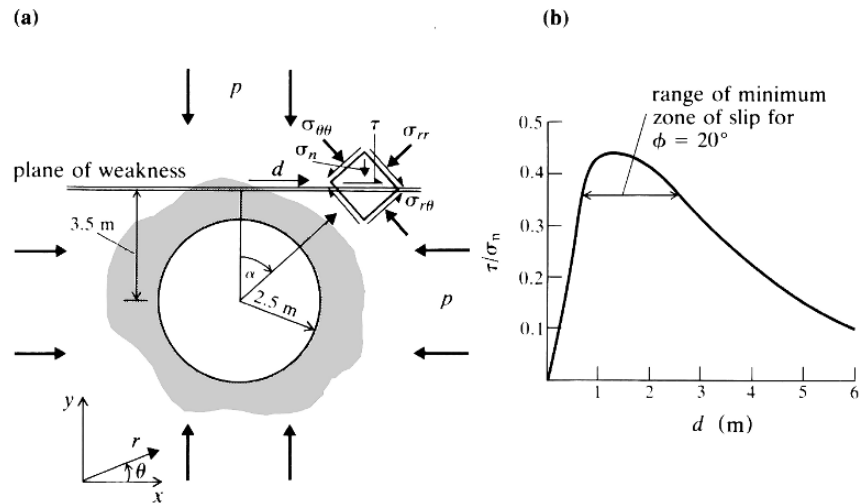 (a)
p
σθθ
τ
σrr
σn
plane of weakness
d
σrθ
3.5 m
α
2.5 m
p
y
r
θ
x
(b)
range of minimum
zone of slip for
ϕ = 20°
0.5
0.4
0.3
0.2
0.1
τ/σn
1 2 3 4 5 6
d (m)